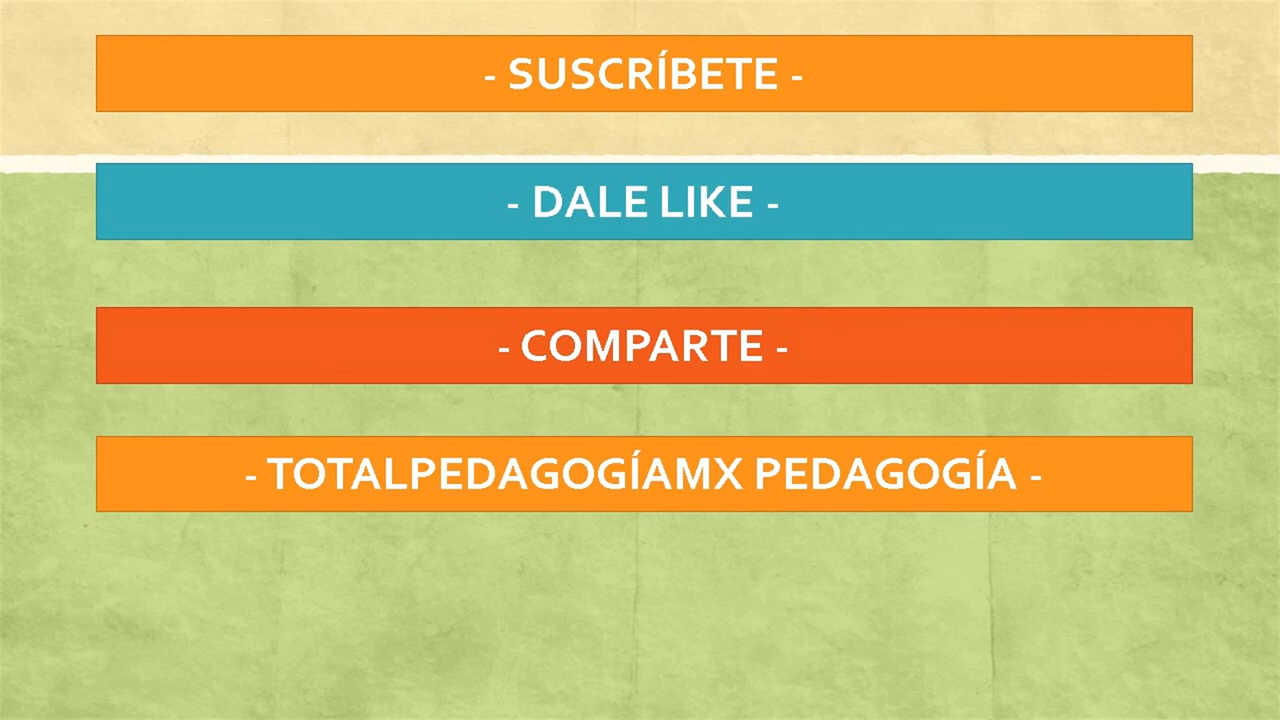 - SUSCRÍBETE -
- DALE LIKE -
- COMPARTE -
- TOTALPEDAGOGÍAMX PEDAGOGÍA -